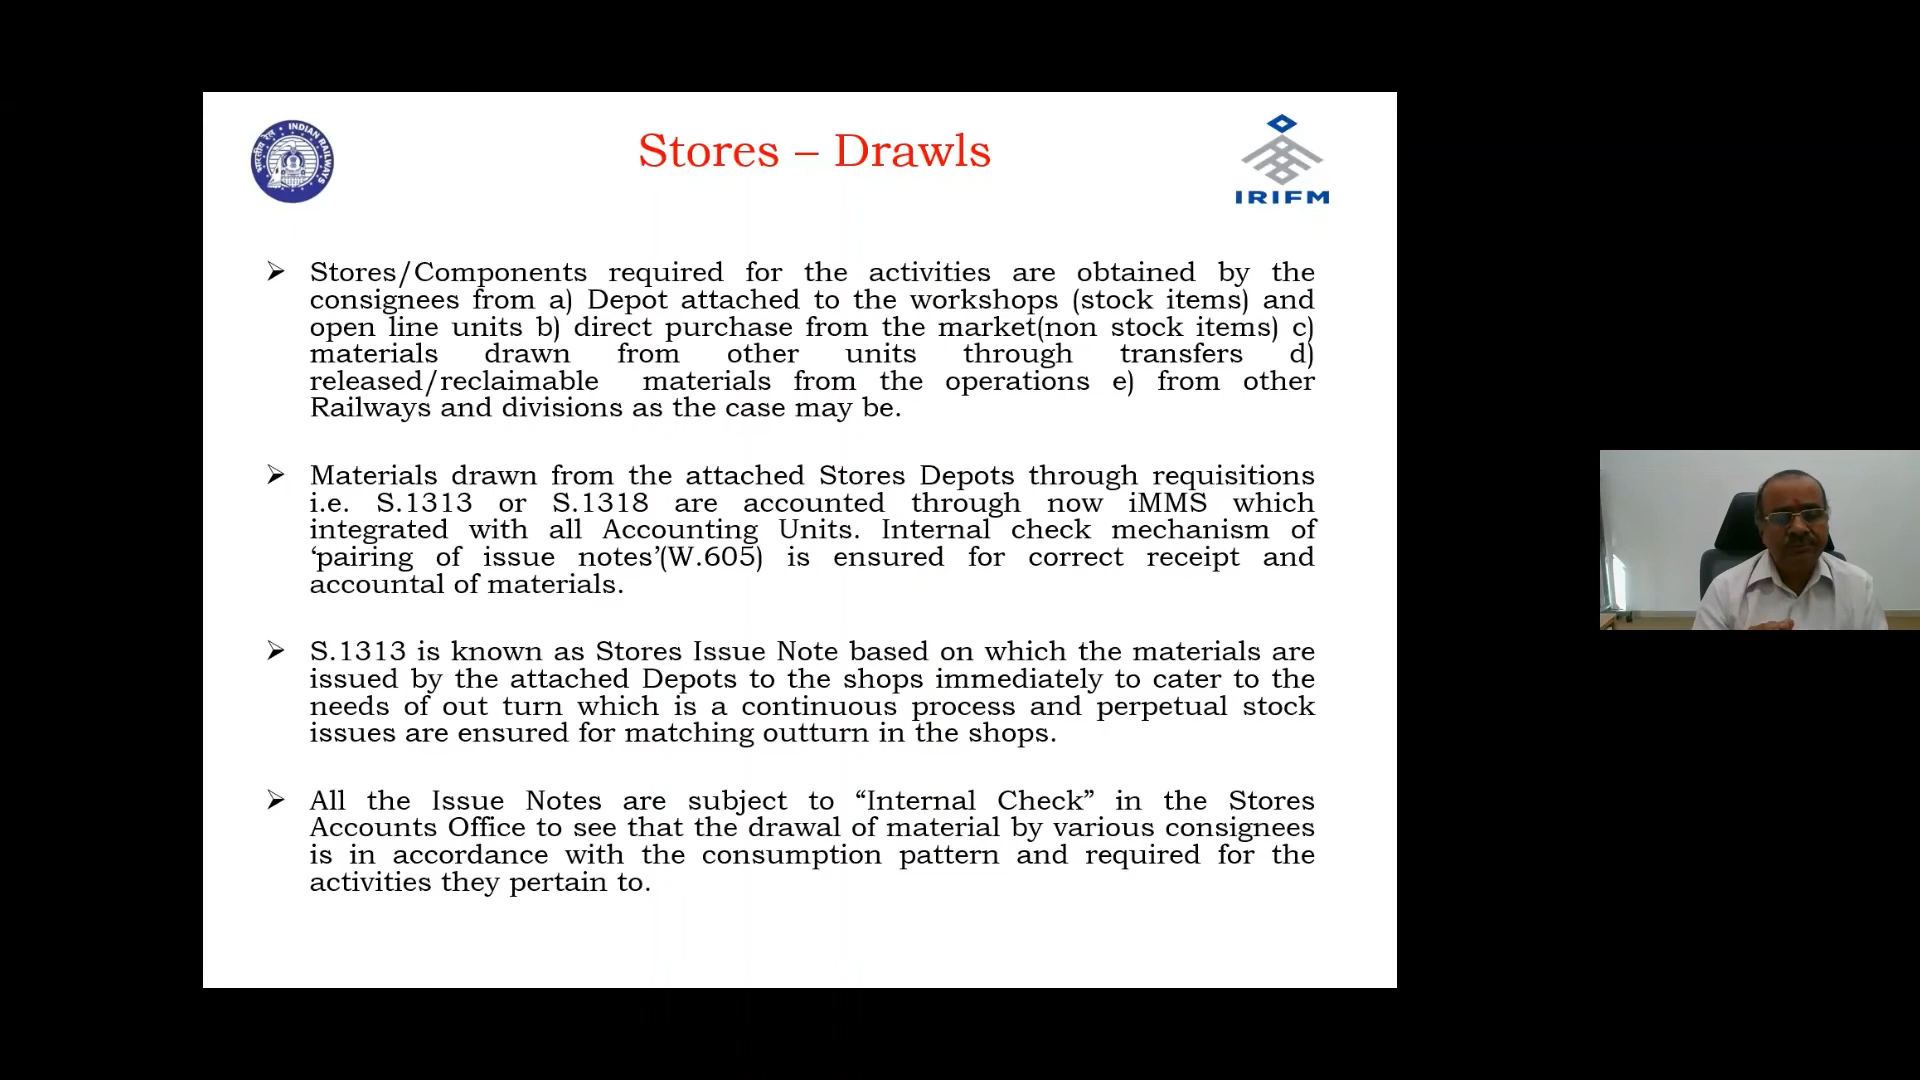 INDIAN RAILWAYS
भारतीय रेल
Stores – Drawls
IRIFM
➢ Stores/Components required for the activities are obtained by the
consignees from a) Depot attached to the workshops (stock items) and
open line units b) direct purchase from the market(non stock items) c)
materials drawn from other units through transfers d)
released/reclaimable materials from the operations e) from other
Railways and divisions as the case may be.
➢ Materials drawn from the attached Stores Depots through requisitions
i.e. S.1313 or S.1318 are accounted through now iMMS which
integrated with all Accounting Units. Internal check mechanism of
‘pairing of issue notes’(W.605) is ensured for correct receipt and
accountal of materials.
➢ S.1313 is known as Stores Issue Note based on which the materials are
issued by the attached Depots to the shops immediately to cater to the
needs of out turn which is a continuous process and perpetual stock
issues are ensured for matching outturn in the shops.
➢ All the Issue Notes are subject to “Internal Check” in the Stores
Accounts Office to see that the drawal of material by various consignees
is in accordance with the consumption pattern and required for the
activities they pertain to.